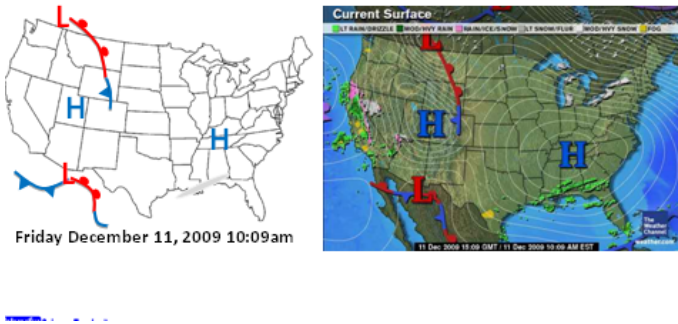 L
H
H
L
Friday December 11, 2009 10:09am
Current Surface
LT RAIN/DRIZZLE MOD/HVY RAIN RAIN/ICE/SNOW LT SNOW/FLUR MOD/HVY SNOW FOG
L
H
H
L
The
Weather
Channel
weather.com
11 Dec 2009 15:09 GMT / 11 Dec 2009 10:09 AM EST